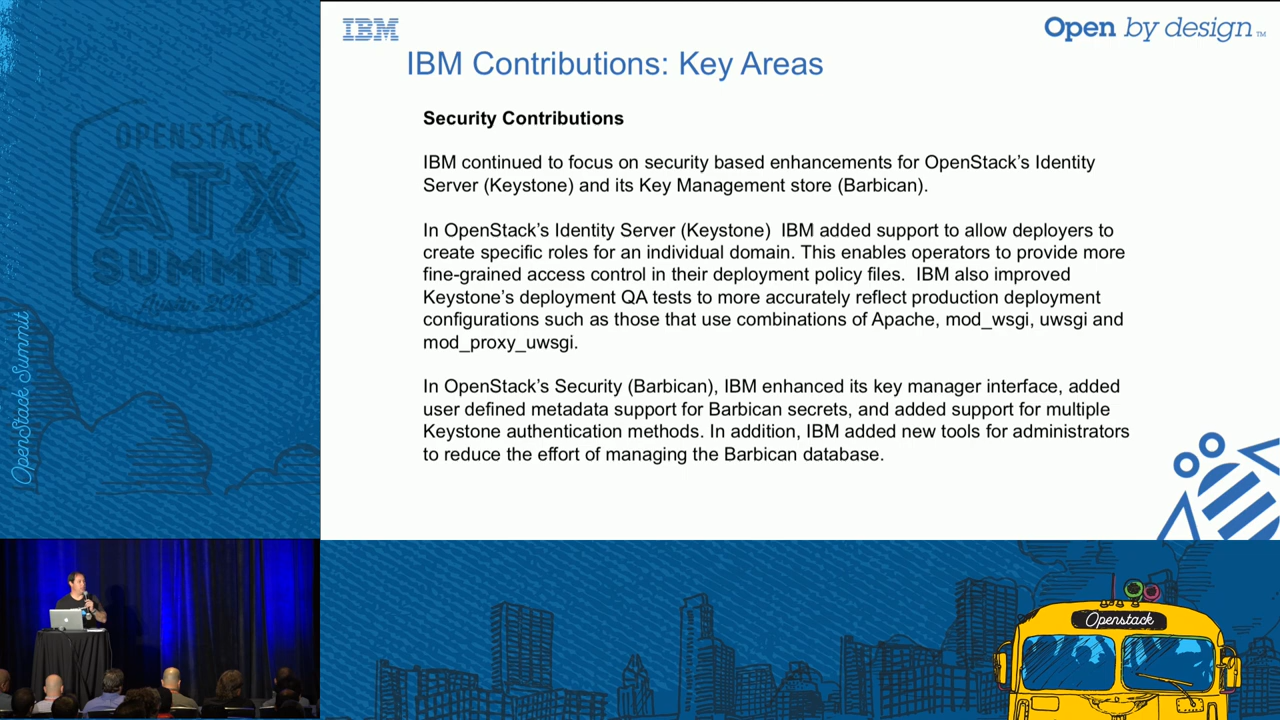 IBM
Open by design TM
IBM Contributions: Key Areas
Security Contributions
IBM continued to focus on security based enhancements for OpenStack's Identity
Server (Keystone) and its Key Management store (Barbican).
In OpenStack's Identity Server (Keystone)  IBM added support to allow deployers to
create specific roles for an individual domain. This enables operators to provide more
fine-grained access control in their deployment policy files.  IBM also improved
Keystone's deployment QA tests to more accurately reflect production deployment
configurations such as those that use combinations of Apache, mod_wsgi, uwsgi and
mod_proxy_uwsgi.
In OpenStack's Security (Barbican), IBM enhanced its key manager interface, added
user defined metadata support for Barbican secrets, and added support for multiple
Keystone authentication methods. In addition, IBM added new tools for administrators
to reduce the effort of managing the Barbican database.
OPENSTACK
ATX
SUMMIT
Austin 2016
OpenStack Summit
Openstack